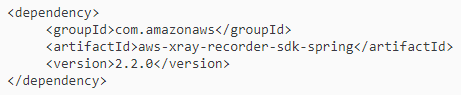 <dependency>
     <groupId>com.amazonaws</groupId>
     <artifactId>aws-xray-recorder-sdk-spring</artifactId>
     <version>2.2.0</version>
</dependency>